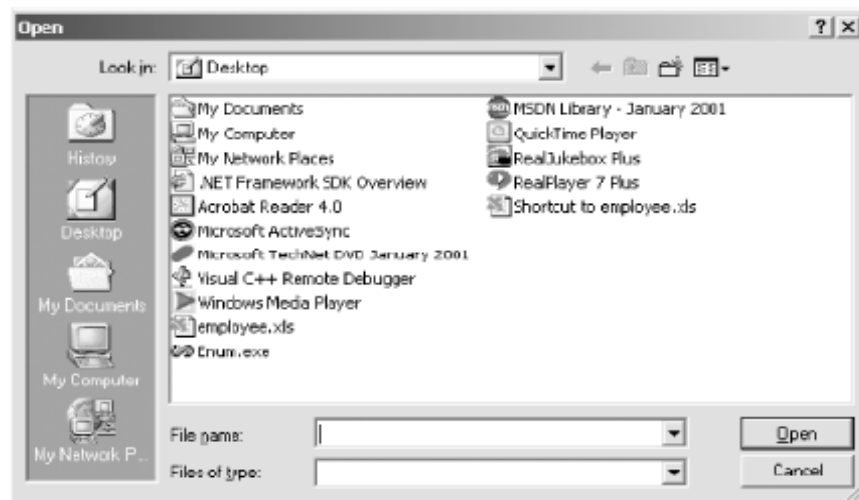 Open
Look in: Desktop
History
Desktop
My Documents
My Computer
My Network P...
My Documents
My Computer
My Network Places
.NET Framework SDK Overview
Acrobat Reader 4.0
Microsoft ActiveSync
Microsoft TechNet DVD January 2001
Visual C++ Remote Debugger
Windows Media Player
employee.xls
Enum.exe
MSDN Library - January 2001
QuickTime Player
RealJukebox Plus
RealPlayer 7 Plus
Shortcut to employee.xls
File name:
Open
Files of type:
Cancel